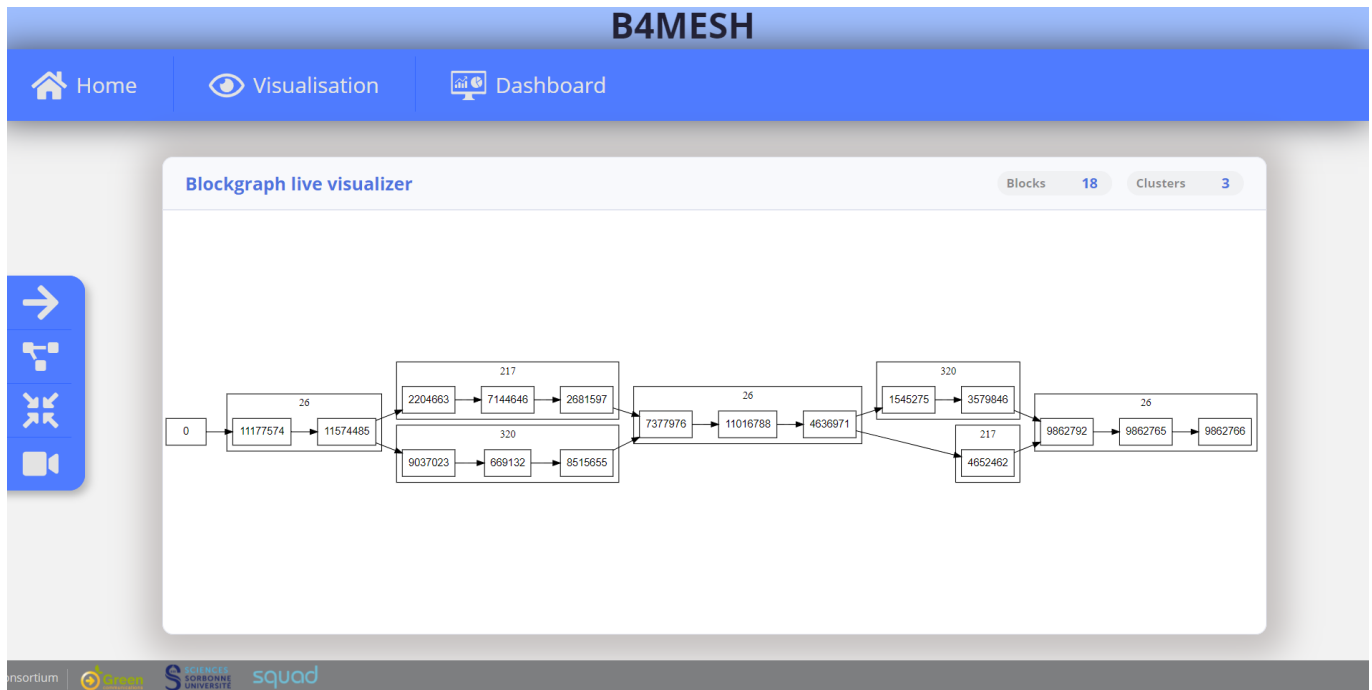 B4MESH
Home
Visualisation
Dashboard
Blockgraph live visualizer
Blocks 18 Clusters 3
0
26
11177574
11574485
217
2204663
7144646
2681597
320
9037023
669132
8515655
26
7377976
11016788
4636971
320
1545275
3579846
217
4652462
26
9862792
9862765
9862766
onsortium
Green
SCIENCES
SORBONNE
UNIVERSITÉ
squad